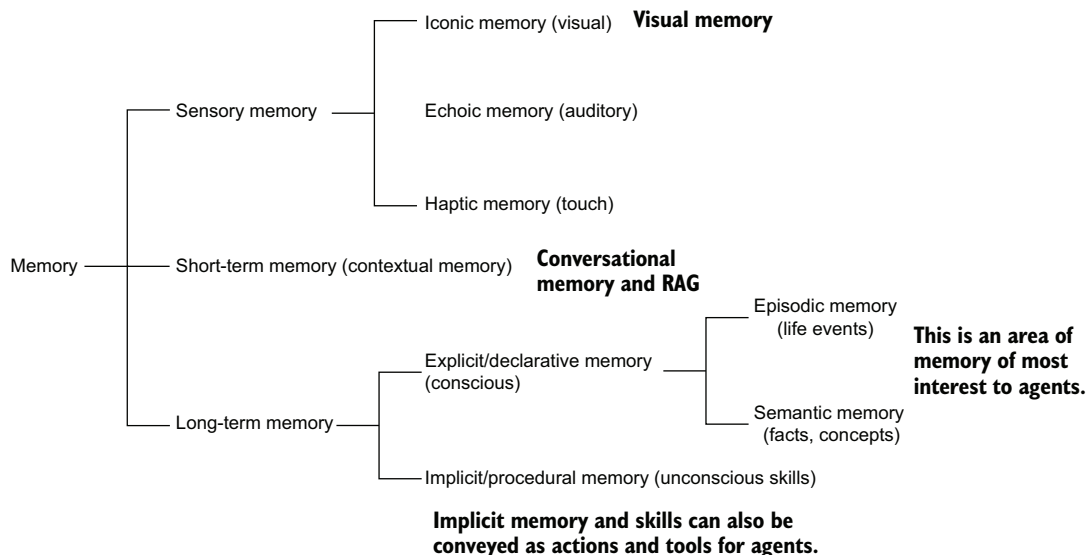 Iconic memory (visual)
Visual memory
Sensory memory
Echoic memory (auditory)
Haptic memory (touch)
Memory
Short-term memory (contextual memory)
Conversational
memory and RAG
Episodic memory
(life events)
This is an area of
memory of most
interest to agents.
Explicit/declarative memory
(conscious)
Semantic memory
(facts, concepts)
Long-term memory
Implicit/procedural memory (unconscious skills)
Implicit memory and skills can also be
conveyed as actions and tools for agents.